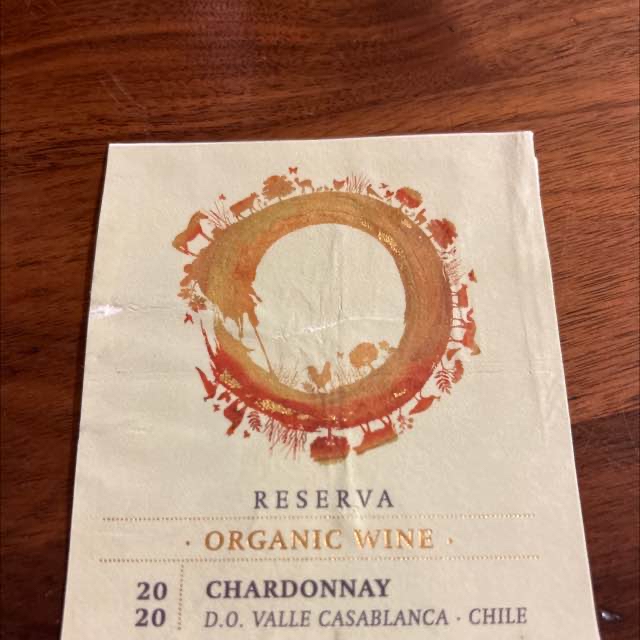 RESERVA
· ORGANIC WINE ·
20 CHARDONNAY
20 D.O. VALLE CASABLANCA · CHILE